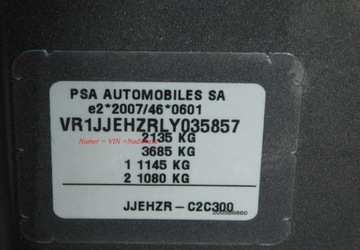 PSA AUTOMOBILES SA
e2*2007/46*0601
VR1JJEHZRLY035857
2135 KG
Numer = VIN = Nadwozia
3685 KG
1 1145 KG
2 1080 KG
JJEHZR-C2C300